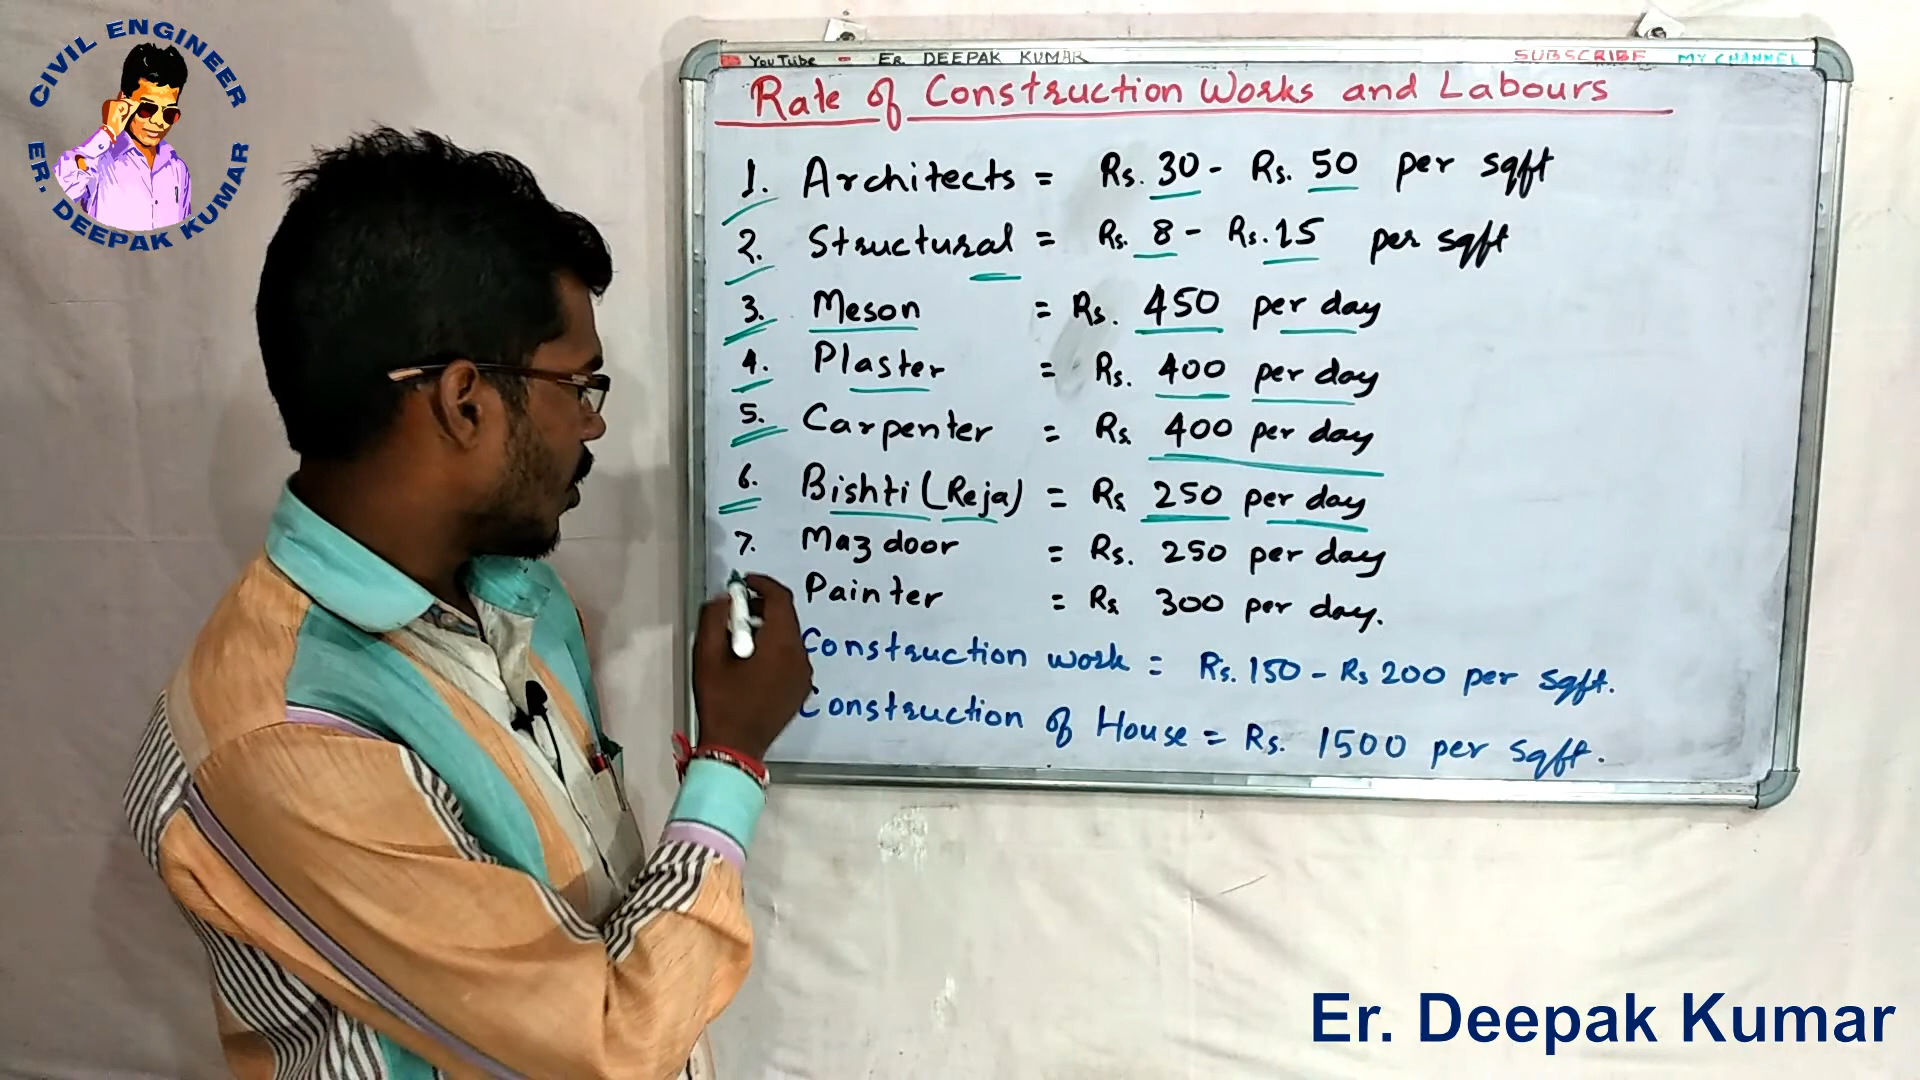 CIVIL ENGINEER
ER. DEEPAK KUMAR
YouTube - ER. DEEPAK KUMAR SUBSCRIBE MY CHANNEL
Rate of Construction Works and Labours
1. Architects = Rs. 30 - Rs. 50 per sqft
2. Structural = Rs. 8 - Rs. 15 per sqft
3. Meson = Rs. 450 per day
4. Plaster = Rs. 400 per day
5. Carpenter = Rs. 400 per day
6. Bishti (Reja) = Rs 250 per day
7. Mazdoor = Rs. 250 per day
Painter = Rs 300 per day.
Construction work = Rs. 150 - Rs 200 per sqft.
Construction of House = Rs. 1500 per sqft.
Er. Deepak Kumar